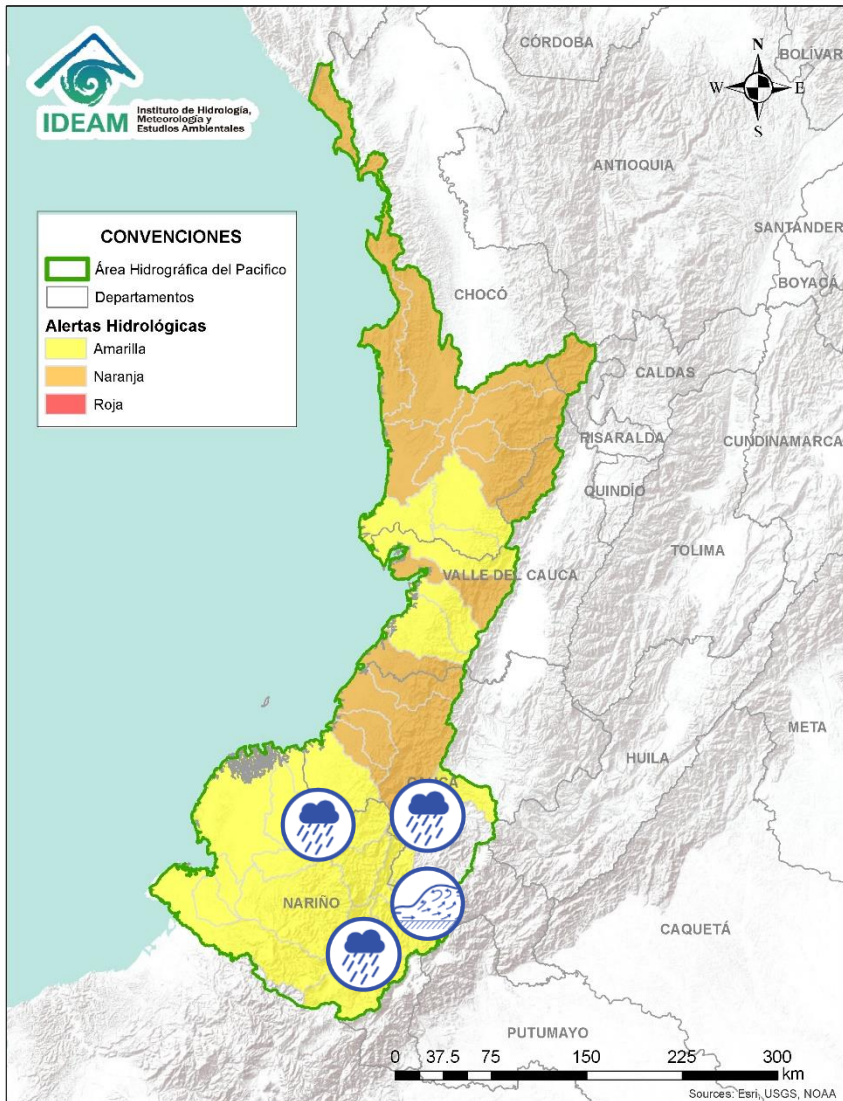 IDEAM
Instituto de Hidrología,
Meteorología y
Estudios Ambientales
N
W
E
S
CÓRDOBA
BOLÍVAR
ANTIOQUIA
SANTANDER
BOYACÁ
CONVENCIONES
Área Hidrográfica del Pacifico
Departamentos
Alertas Hidrológicas
Amarilla
Naranja
Roja
CHOCÓ
CALDAS
RISARALDA
CUNDINAMARCA
QUINDÍO
TOLIMA
VALLE DEL CAUCA
META
HUILA
CAUCA
NARIÑO
CAQUETÁ
PUTUMAYO
0 37.5 75 150 225 300
km
Sources: Esri, USGS, NOAA